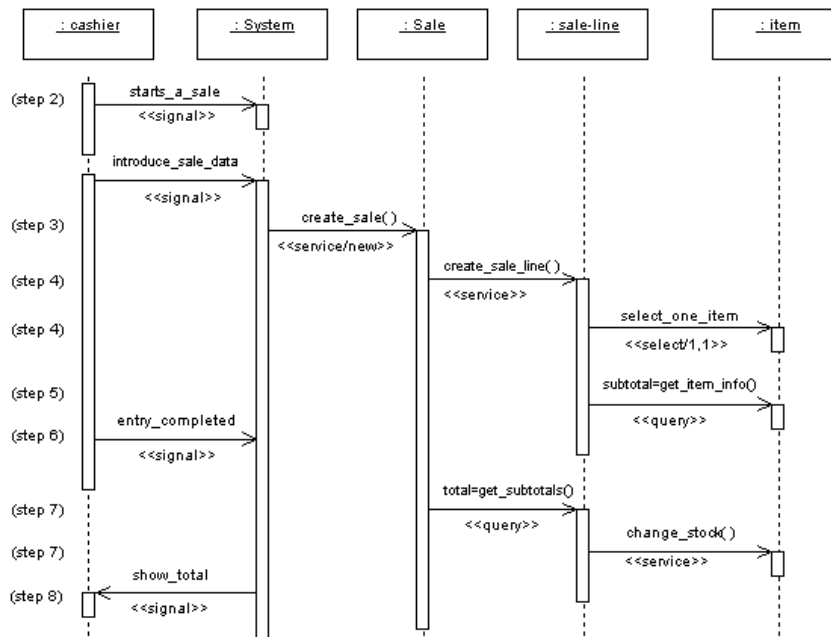 : cashier
: System
: Sale
: sale-line
: item
(step 2)
starts_a_sale
<<signal>>
introduce_sale_data
<<signal>>
(step 3)
create_sale()
<<service/new>>
(step 4)
create_sale_line()
<<service>>
(step 4)
select_one_item
<<select/1,1>>
(step 5)
subtotal=get_item_info()
<<query>>
(step 6)
entry_completed
<<signal>>
(step 7)
total=get_subtotals()
<<query>>
(step 7)
change_stock()
<<service>>
(step 8)
show_total
<<signal>>